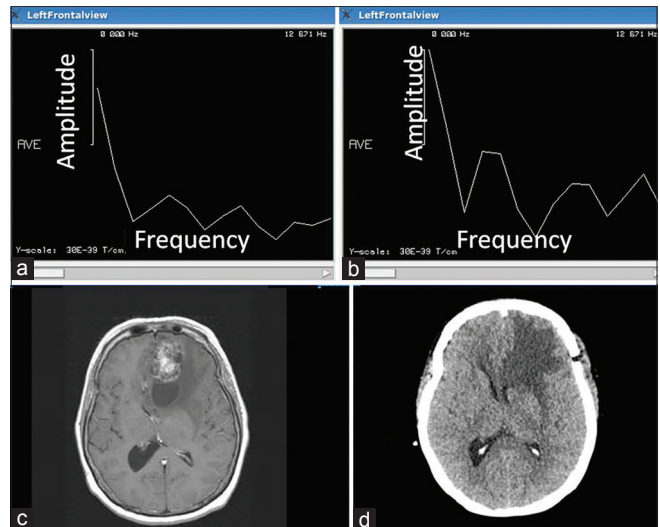 LeftFrontalview
0 000 Hz 12 671 Hz
Amplitude
AVE
Frequency
Y-scale: 30E-39 T/cm
a
LeftFrontalview
0 000 Hz 12 671 Hz
Amplitude
AVE
Frequency
Y-scale: 30E-39 T/cm
b
c
d